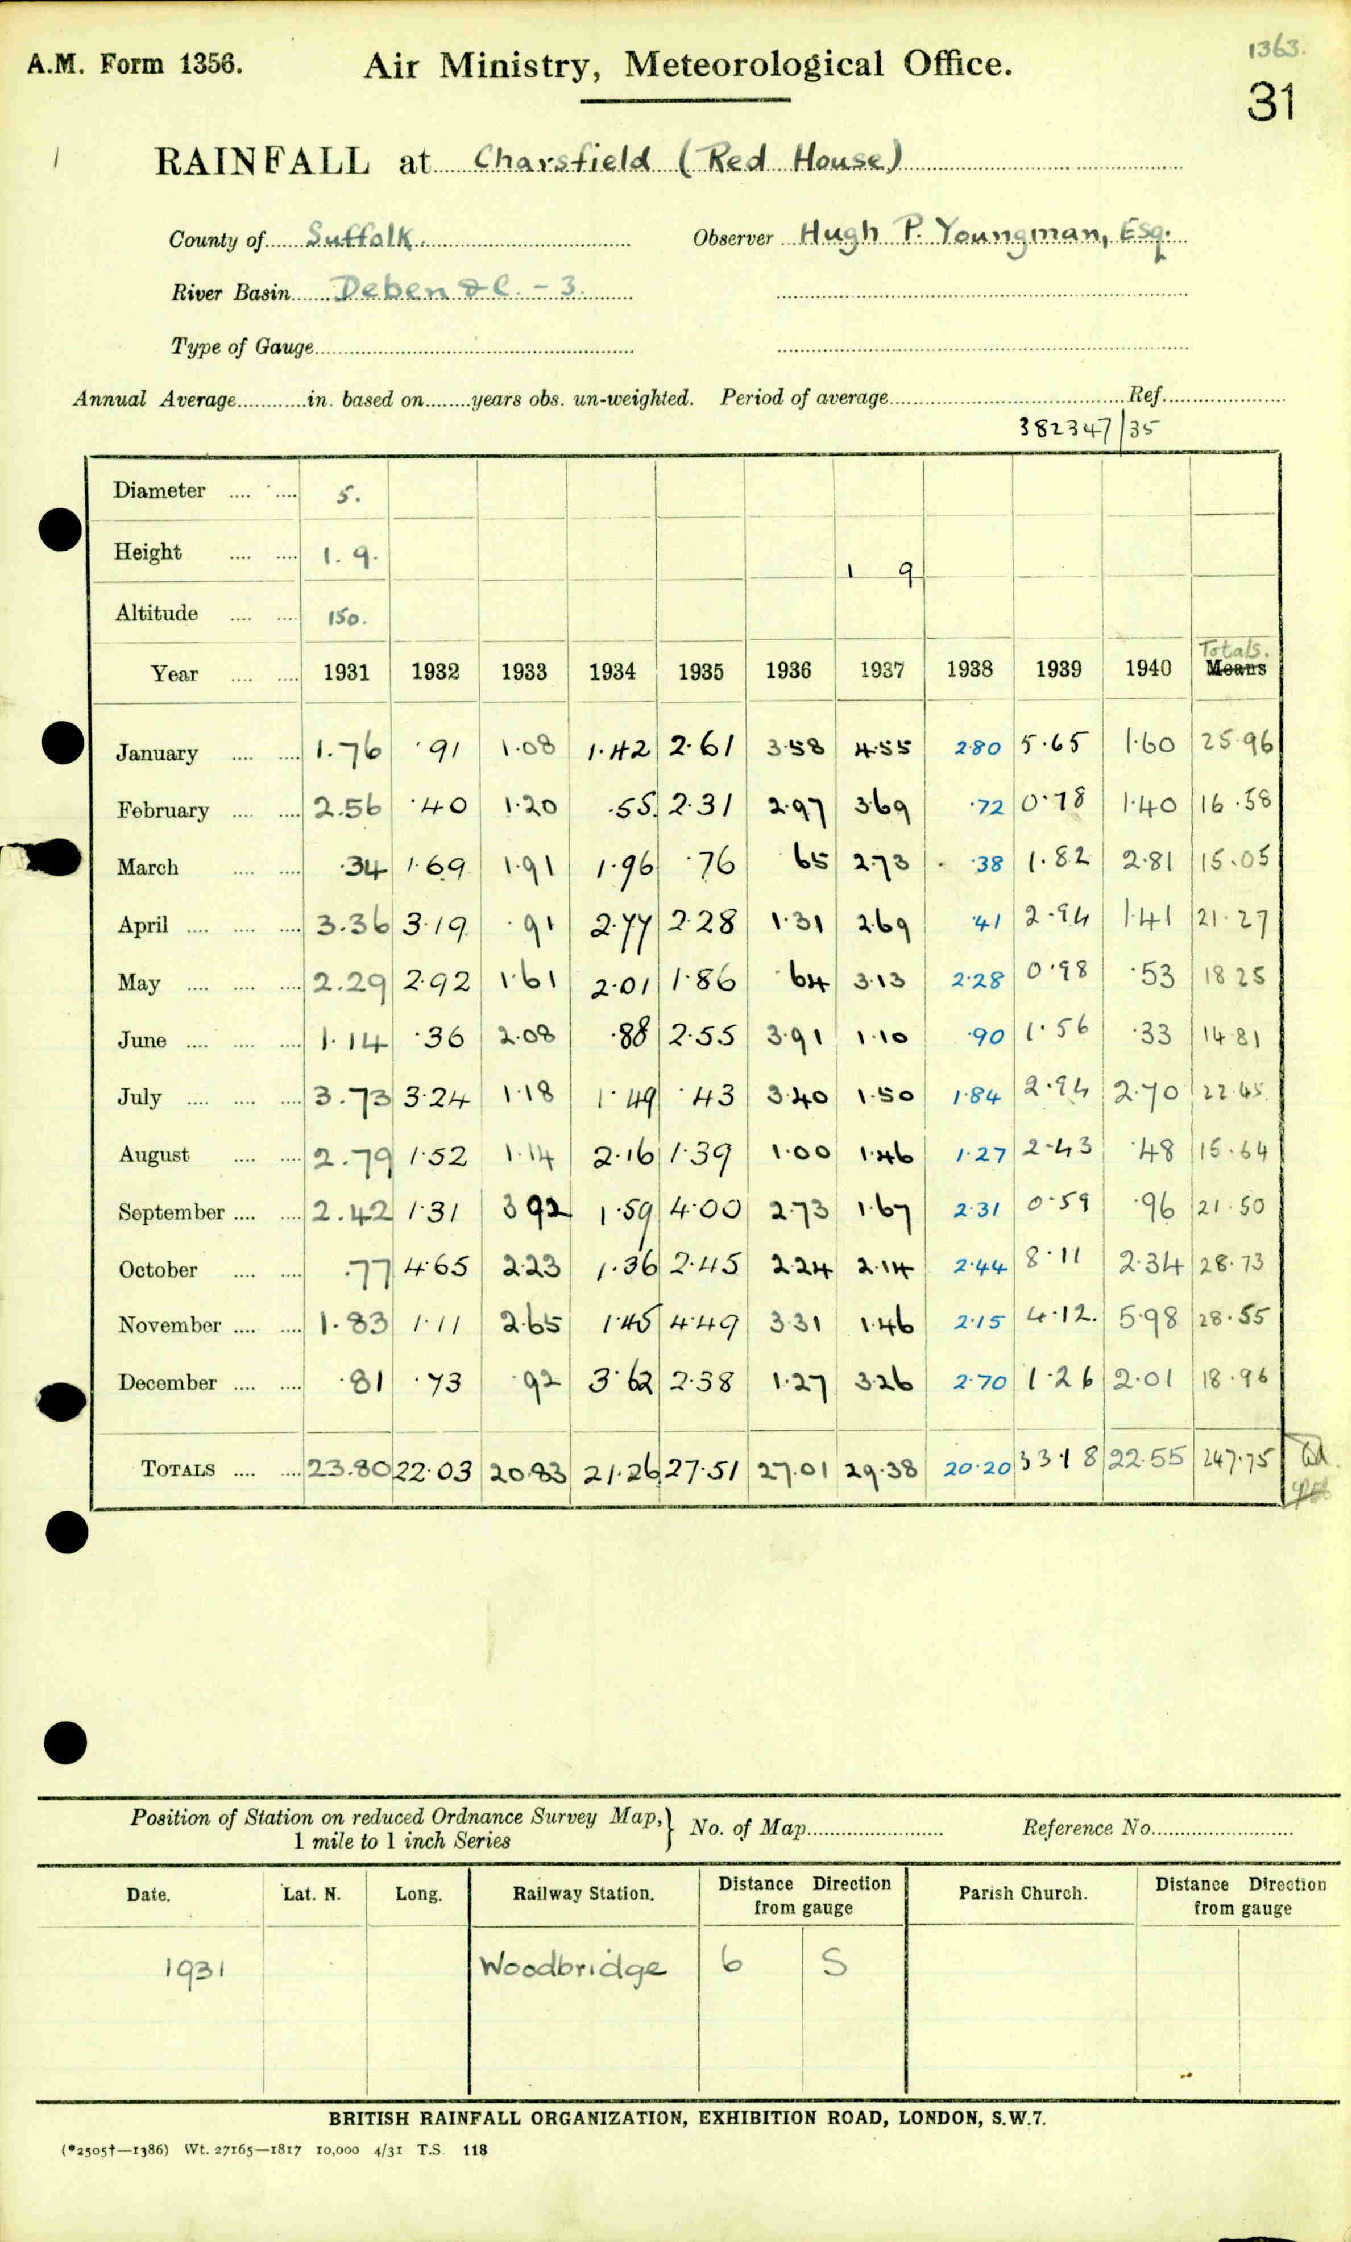 1363.
A.M. Form 1356. Air Ministry, Meteorological Office.
31
RAINFALL at Charsfield (Red House)
County of Suffolk. Observer Hugh P. Youngman, Esq.
River Basin Deben &c. - 3.
Type of Gauge
Annual Average in. based on years obs. un-weighted. Period of average Ref.
382347/35
Diameter 5.
Height 1. 9. 1 9
Altitude 150.
Totals.
Year 1931 1932 1933 1934 1935 1936 1937 1938 1939 1940 Means
January 1.76 .91 1.08 1.42 2.61 3.58 4.55 2.80 5.65 1.60 25.96
February 2.56 .40 1.20 .55 2.31 2.97 3.69 .72 0.78 1.40 16.58
March .34 1.69 1.91 1.96 .76 65 2.73 .38 1.82 2.81 15.05
April 3.36 3.19 .91 2.77 2.28 1.31 2.69 .41 2.94 1.41 21.27
May 2.29 2.92 1.61 2.01 1.86 .64 3.13 2.28 0.98 .53 18 25
June 1.14 .36 2.08 .88 2.55 3.91 1.10 .90 1.56 .33 14 81
July 3.73 3.24 1.18 1.49 .43 3.40 1.50 1.84 2.94 2.70 22.45
August 2.79 1.52 1.14 2.16 1.39 1.00 1.46 1.27 2.43 .48 15.64
September 2.42 1.31 3 92 1.59 4.00 2.73 1.67 2.31 0.59 .96 21.50
October .77 4.65 2.23 1.36 2.45 2.24 2.14 2.44 8.11 2.34 28.73
November 1.83 1.11 2.65 1.45 4.49 3.31 1.46 2.15 4.12. 5.98 28.55
December .81 .73 .92 3.62 2.38 1.27 3.26 2.70 1.26 2.01 18.96
TOTALS 23.80 22.03 20.83 21.26 27.51 27.01 29.38 20.20 33.18 22.55 247.75
Position of Station on reduced Ordnance Survey Map,} No. of Map Reference No.
1 mile to 1 inch Series
Date. Lat. N. Long. Railway Station. Distance Direction from gauge Parish Church. Distance Direction from gauge
1931 Woodbridge 6 S
BRITISH RAINFALL ORGANIZATION, EXHIBITION ROAD, LONDON, S.W.7.
(*2505†—1386) Wt. 27165—1817 10,000 4/31 T.S. 118